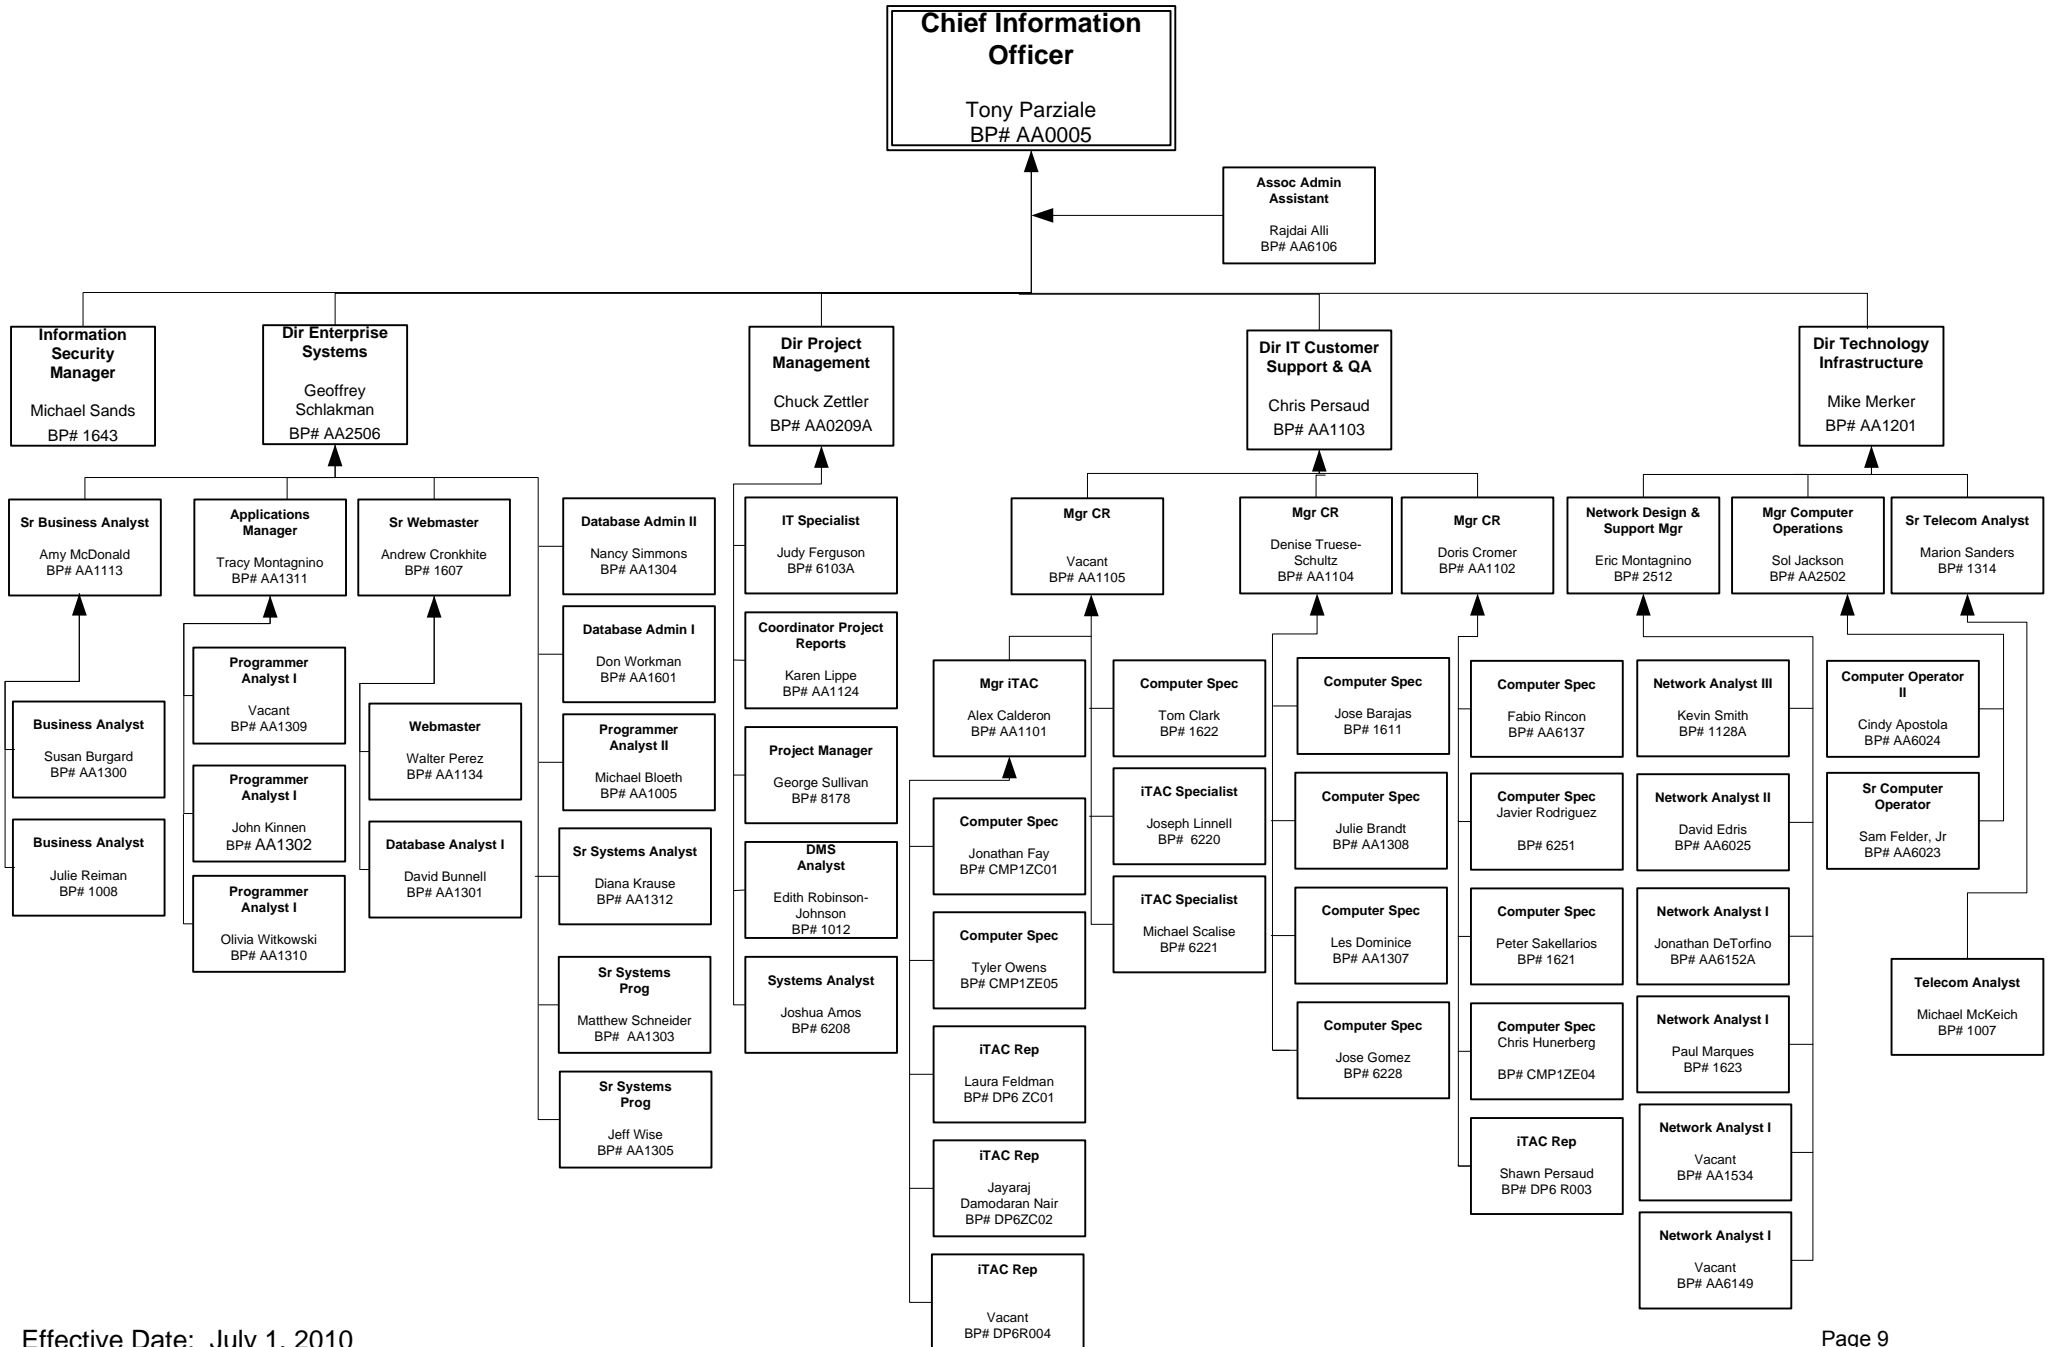 Chief Information
Officer
Tony Parziale
BP# AA0005
Assoc Admin
Assistant
Rajdai Alli
BP# AA6106
Information
Security
Manager
Michael Sands
BP# 1643
Dir Enterprise
Systems
Geoffrey
Schlakman
BP# AA2506
Dir Project
Management
Chuck Zettler
BP# AA0209A
Dir IT Customer
Support & QA
Chris Persaud
BP# AA1103
Dir Technology
Infrastructure
Mike Merker
BP# AA1201
Sr Business Analyst
Amy McDonald
BP# AA1113
Applications
Manager
Tracy Montagnino
BP# AA1311
Sr Webmaster
Andrew Cronkhite
BP# 1607
Database Admin II
Nancy Simmons
BP# AA1304
IT Specialist
Judy Ferguson
BP# 6103A
Mgr CR
Vacant
BP# AA1105
Mgr CR
Denise Truese-
Schultz
BP# AA1104
Mgr CR
Doris Cromer
BP# AA1102
Network Design &
Support Mgr
Eric Montagnino
BP# 2512
Mgr Computer
Operations
Sol Jackson
BP# AA2502
Sr Telecom Analyst
Marion Sanders
BP# 1314
Business Analyst
Susan Burgard
BP# AA1300
Business Analyst
Julie Reiman
BP# 1008
Programmer
Analyst I
Vacant
BP# AA1309
Programmer
Analyst I
John Kinnen
BP# AA1302
Programmer
Analyst I
Olivia Witkowski
BP# AA1310
Webmaster
Walter Perez
BP# AA1134
Database Analyst I
David Bunnell
BP# AA1301
Database Admin I
Don Workman
BP# AA1601
Programmer
Analyst II
Michael Bloeth
BP# AA1005
Sr Systems Analyst
Diana Krause
BP# AA1312
Sr Systems
Prog
Matthew Schneider
BP#  AA1303
Sr Systems
Prog
Jeff Wise
BP# AA1305
Coordinator Project
Reports
Karen Lippe
BP# AA1124
Project Manager
George Sullivan
BP# 8178
DMS
Analyst
Edith Robinson-
Johnson
BP# 1012
Systems Analyst
Joshua Amos
BP# 6208
Mgr iTAC
Alex Calderon
BP# AA1101
Computer Spec
Jonathan Fay
BP# CMP1ZC01
Computer Spec
Tyler Owens
BP# CMP1ZE05
iTAC Rep
Laura Feldman
BP# DP6 ZC01
iTAC Rep
Jayaraj
Damodaran Nair
BP# DP6ZC02
iTAC Rep
Vacant
BP# DP6R004
Computer Spec
Tom Clark
BP# 1622
iTAC Specialist
Joseph Linnell
BP#  6220
iTAC Specialist
Michael Scalise
BP# 6221
Computer Spec
Jose Barajas
BP# 1611
Computer Spec
Julie Brandt
BP# AA1308
Computer Spec
Les Dominice
BP# AA1307
Computer Spec
Jose Gomez
BP# 6228
Computer Spec
Fabio Rincon
BP# AA6137
Computer Spec
Javier Rodriguez
BP# 6251
Computer Spec
Peter Sakellarios
BP# 1621
Computer Spec
Chris Hunerberg
BP# CMP1ZE04
iTAC Rep
Shawn Persaud
BP# DP6 R003
Network Analyst III
Kevin Smith
BP# 1128A
Network Analyst II
David Edris
BP# AA6025
Network Analyst I
Jonathan DeTorfino
BP# AA6152A
Network Analyst I
Paul Marques
BP# 1623
Network Analyst I
Vacant
BP# AA1534
Network Analyst I
Vacant
BP# AA6149
Computer Operator
II
Cindy Apostola
BP# AA6024
Sr Computer
Operator
Sam Felder, Jr
BP# AA6023
Telecom Analyst
Michael McKeich
BP# 1007
Effective Date:  July 1, 2010
Page 9